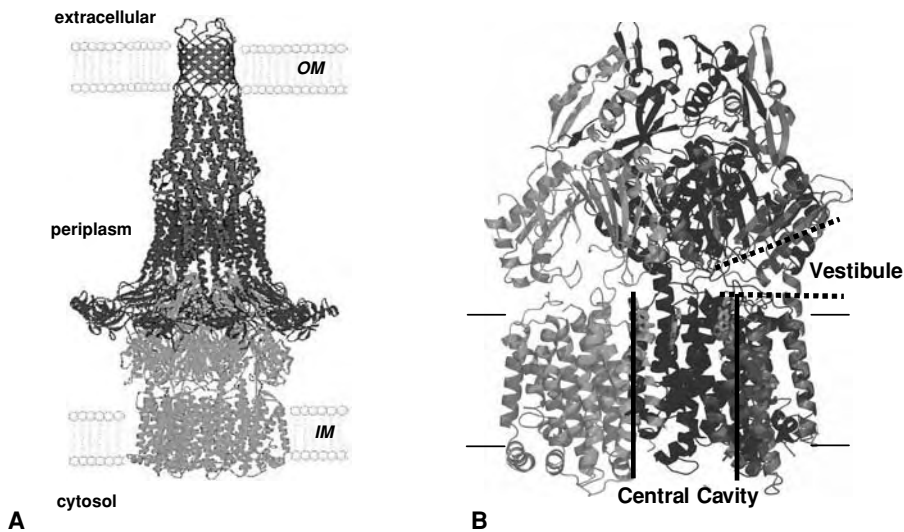 extracellular
OM
periplasm
IM
cytosol
A
Vestibule
Central Cavity
B